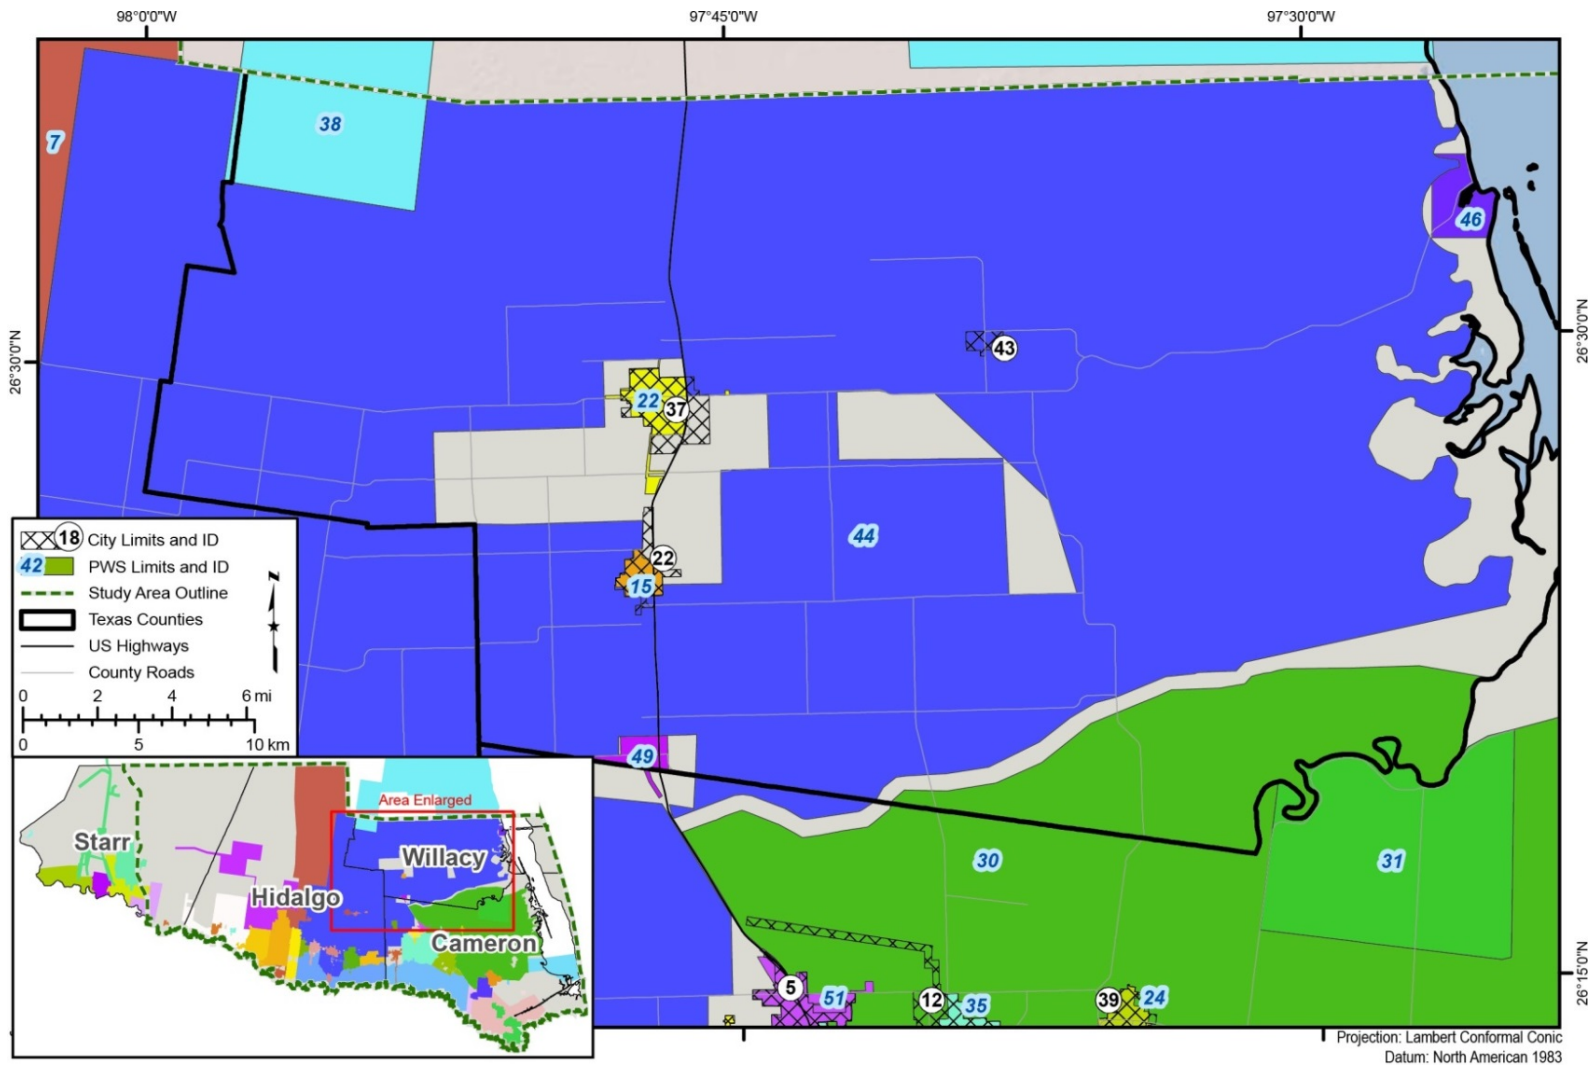 98°0'0"W
97°45'0"W
97°30'0"W
7
38
46
26°30'0"N
26°30'0"N
43
22
37
44
22
15
18 City Limits and ID
42 PWS Limits and ID
Study Area Outline
Texas Counties
US Highways
County Roads
N
0 2 4 6 mi
0 5 10 km
49
Area Enlarged
Starr
Willacy
Hidalgo
Cameron
30
31
26°15'0"N
5
51
12
35
39
24
Projection: Lambert Conformal Conic
Datum: North American 1983